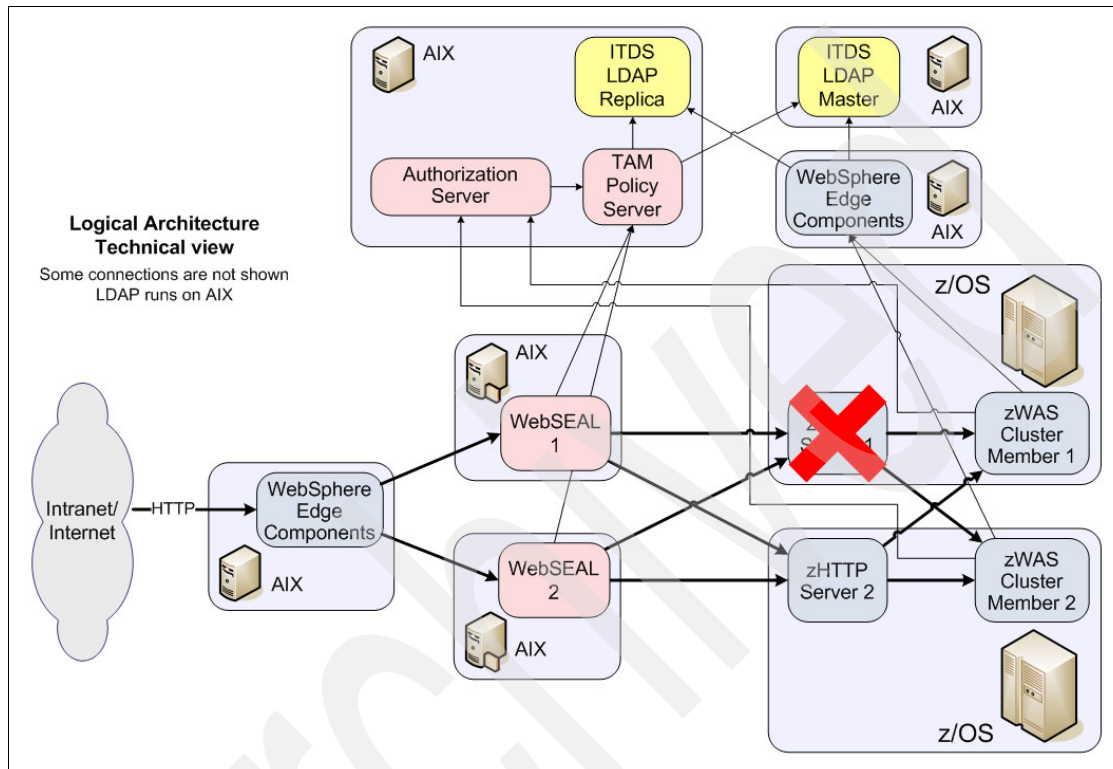 AIX
ITDS
LDAP
Replica
ITDS
LDAP
Master
AIX
Authorization
Server
TAM
Policy
Server
WebSphere
Edge
Components
AIX
Logical Architecture
Technical view
Some connections are not shown
LDAP runs on AIX
z/OS
AIX
WebSEAL
1
zWAS
Cluster
Member 1
Intranet/
Internet
HTTP
WebSphere
Edge
Components
AIX
WebSEAL
2
AIX
zHTTP
Server 2
zWAS
Cluster
Member 2
z/OS